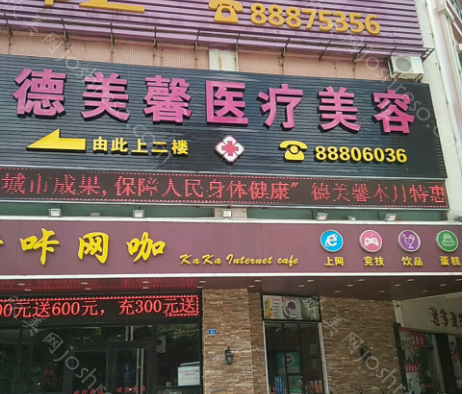 88875356
德美馨医疗美容
由此上二楼
88806036
城市成果,保障人民身体健康" 德美馨本月特惠
咔网咖
KaKa Internet cafe
上网 竞技 饮品 蛋糕
00元送600元，充300元送